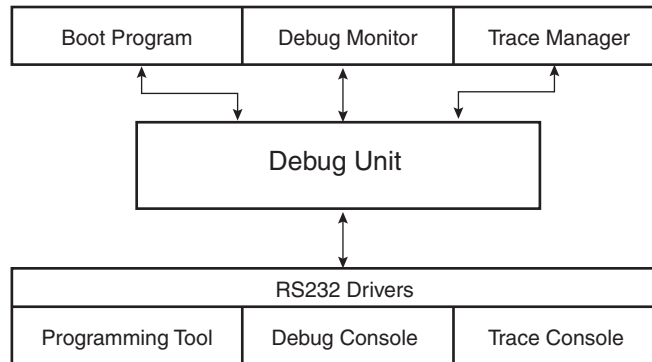 Boot Program
Debug Monitor
Trace Manager
Debug Unit
RS232 Drivers
Programming Tool
Debug Console
Trace Console